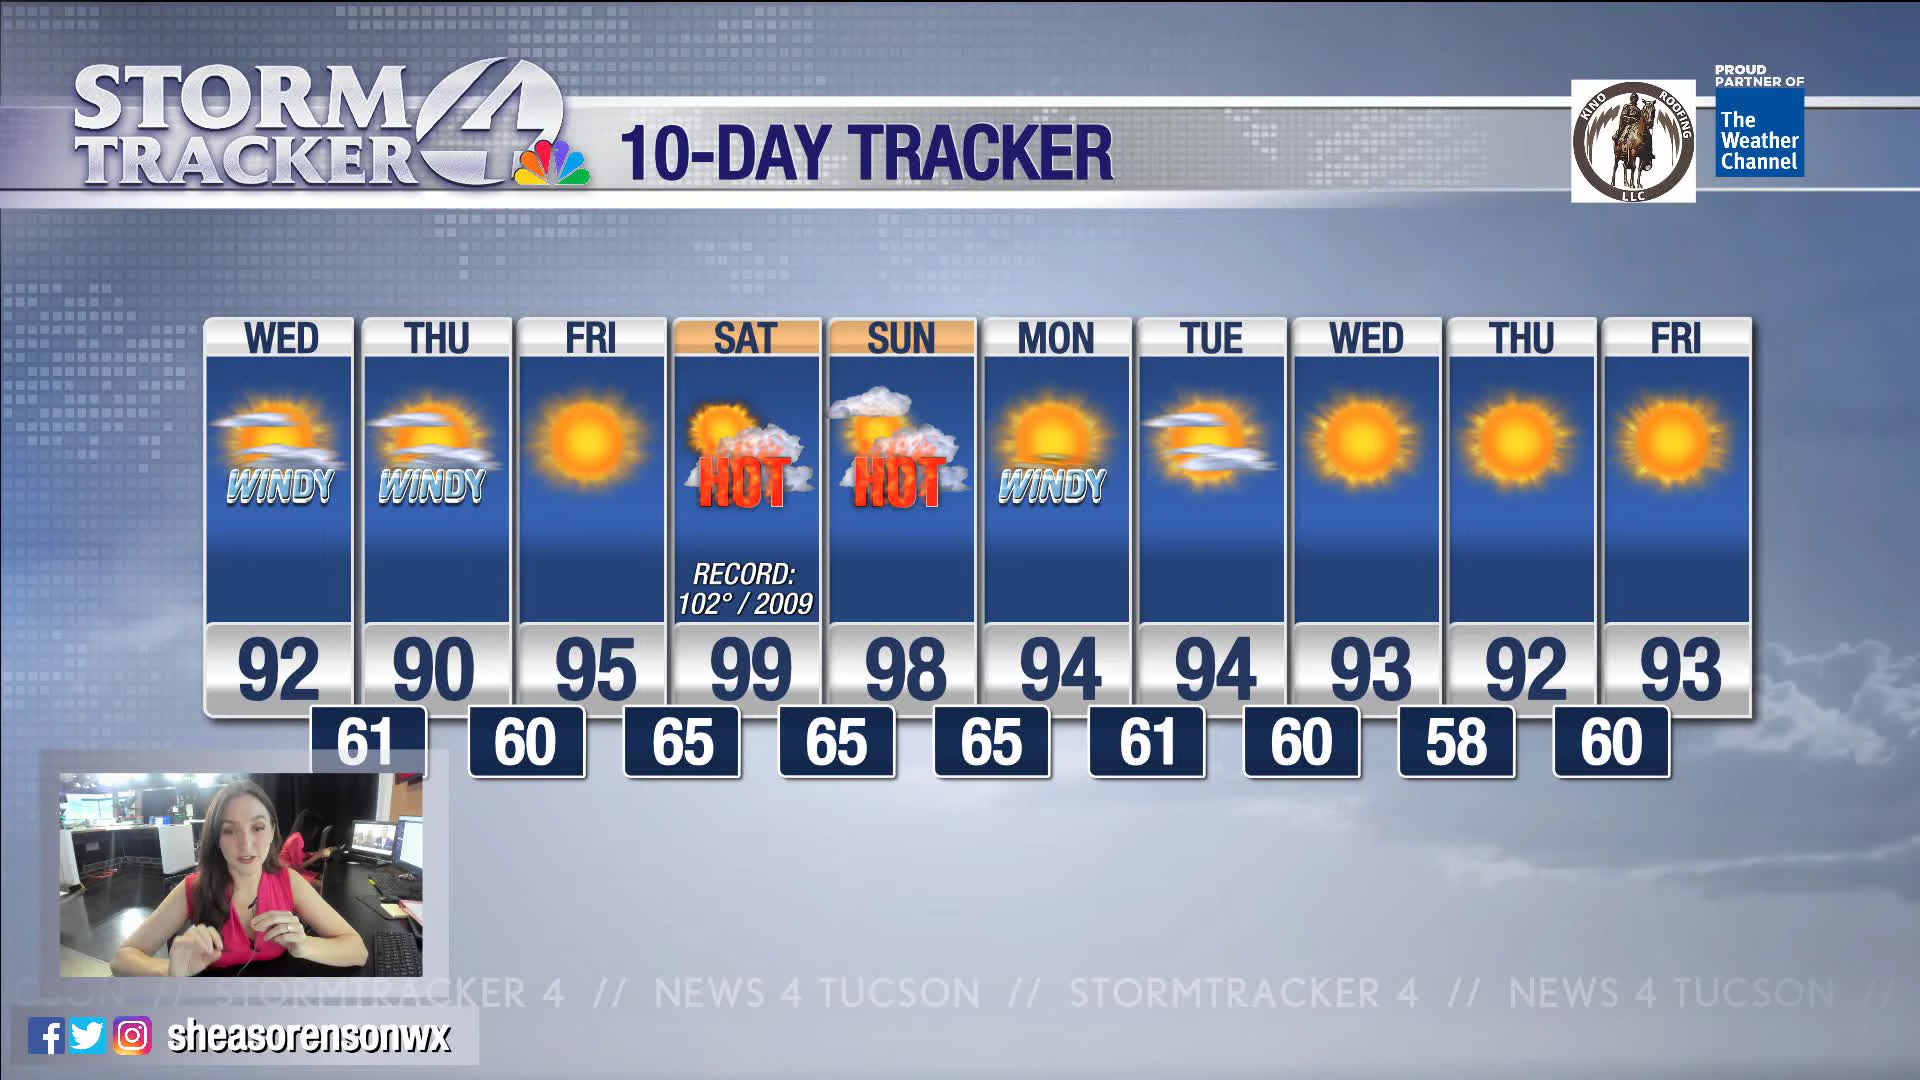 STORM
TRACKER 4
10-DAY TRACKER
KINO ROOFING
LLC
PROUD
PARTNER OF
The
Weather
Channel
WED THU FRI SAT SUN MON TUE WED THU FRI
WINDY WINDY HOT HOT WINDY
RECORD:
102° / 2009
92 90 95 99 98 94 94 93 92 93
61 60 65 65 65 61 60 58 60
CSON // STORMTRACKER 4 // NEWS 4 TUCSON // STORMTRACKER 4 // NEWS 4 TUCSON //
sheasorensonwx